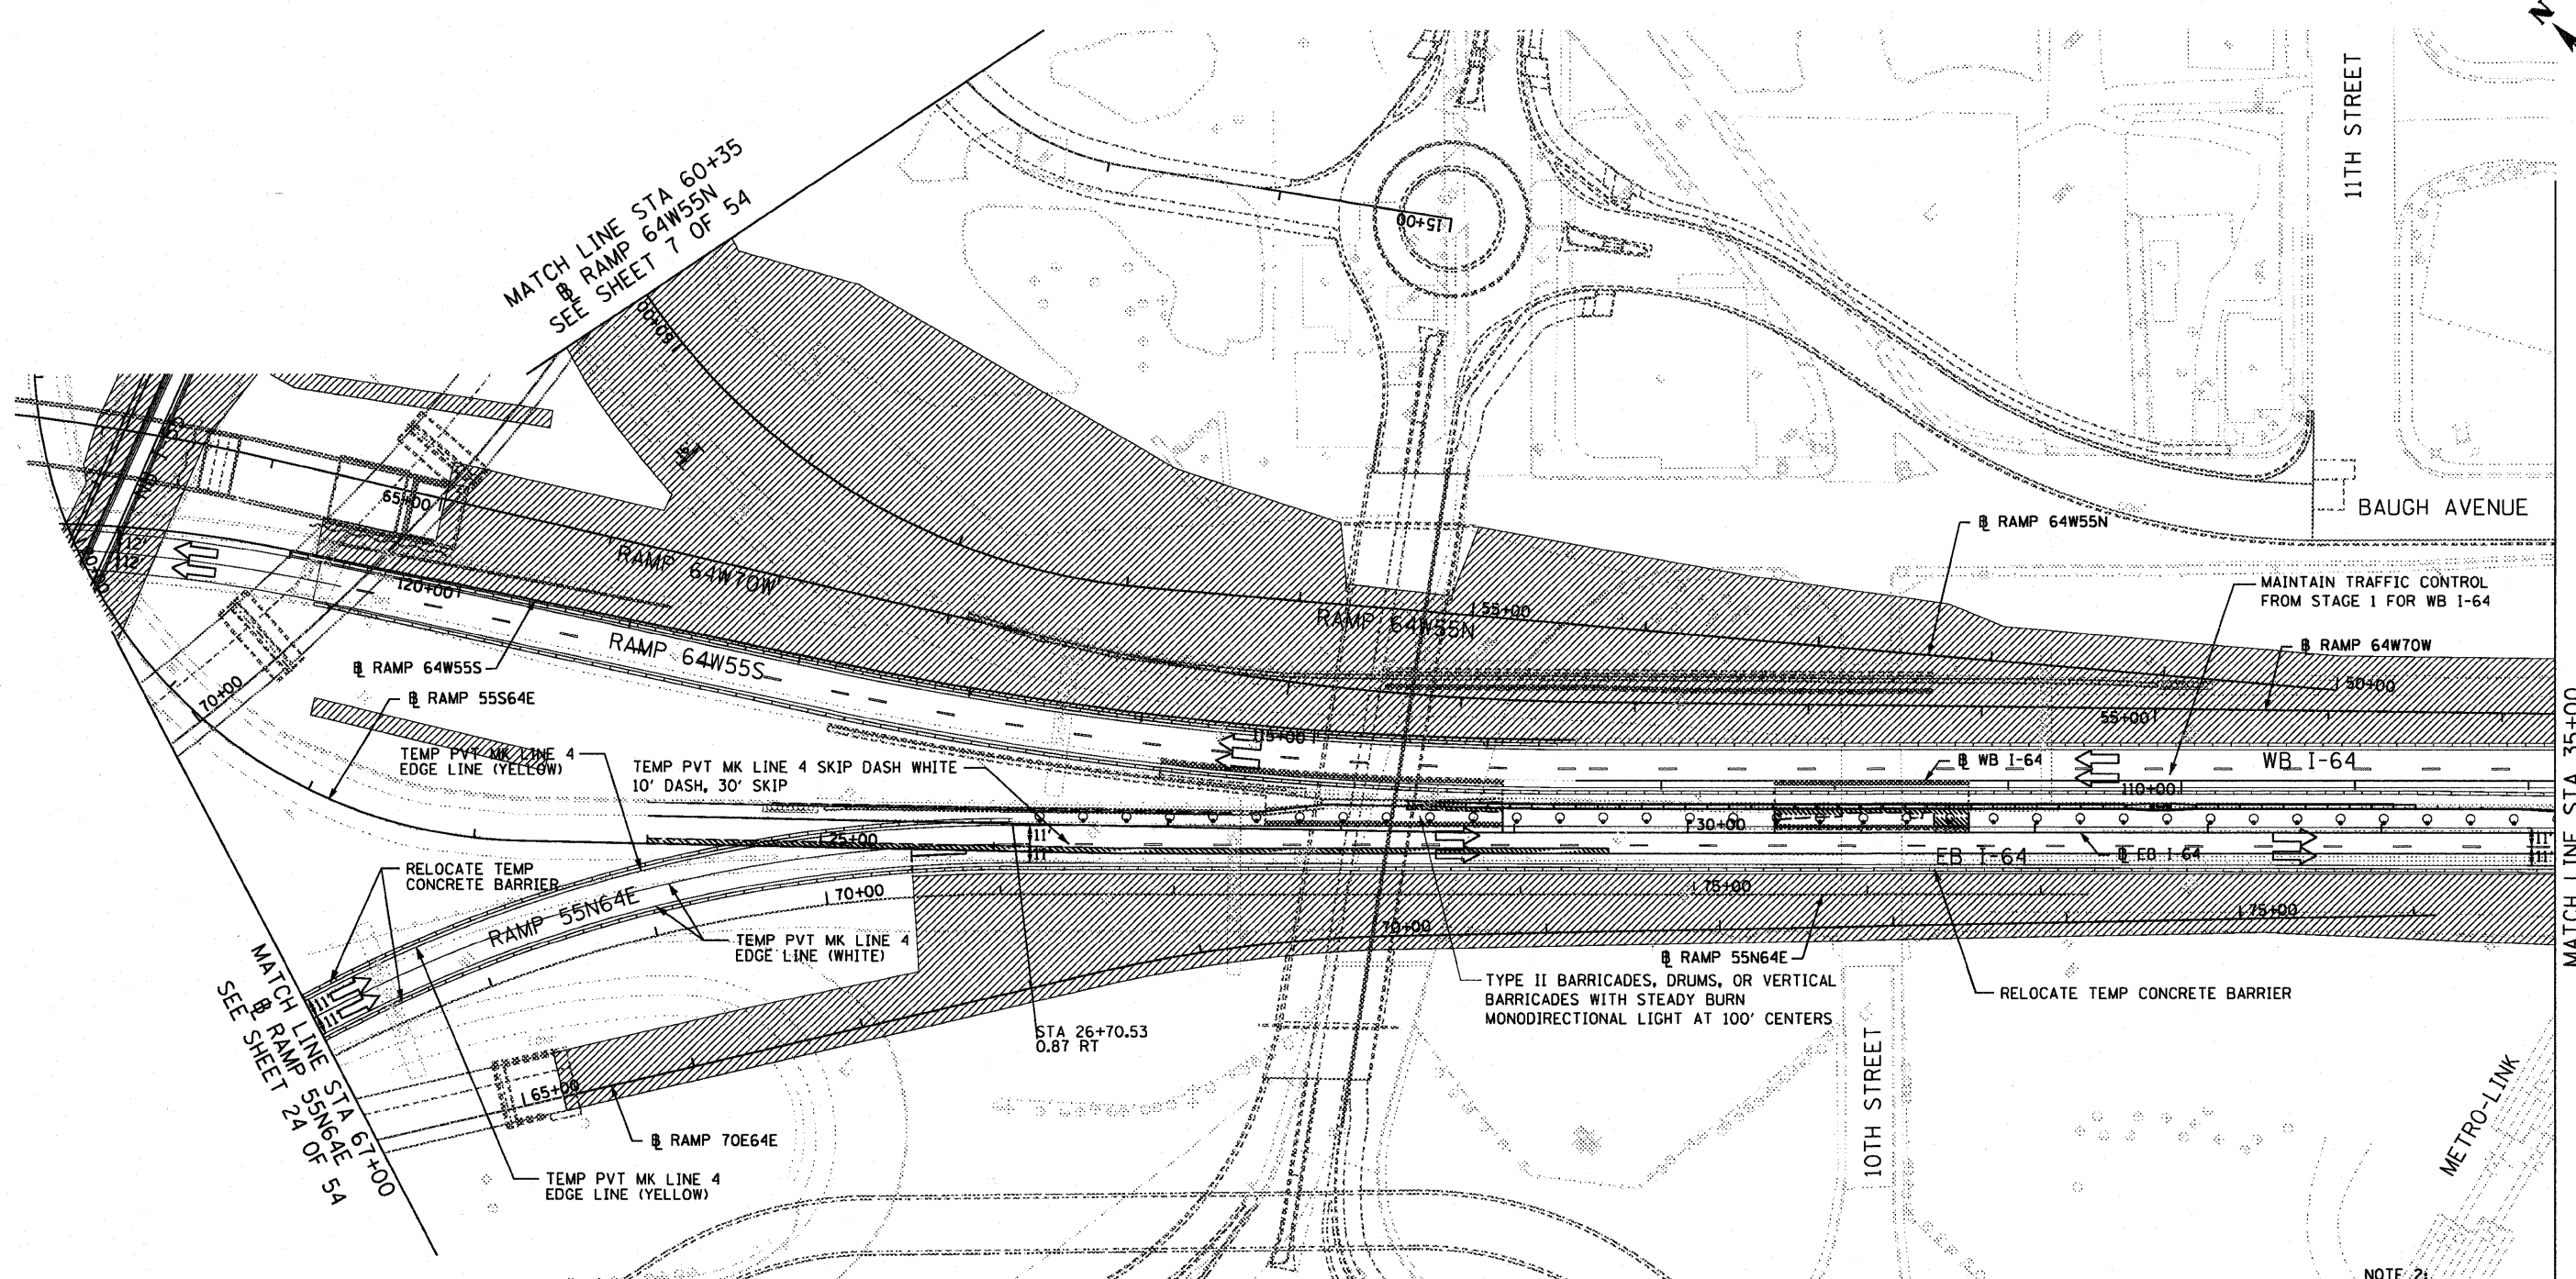 N
11TH STREET
MATCH LINE STA 60+35
℄ RAMP 64W55N
SEE SHEET 7 OF 54
15+00
60+00
65+00
BAUGH AVENUE
℄ RAMP 64W55N
RAMP 64W70W
12'
12'
120+00
MAINTAIN TRAFFIC CONTROL
FROM STAGE 1 FOR WB I-64
55+00
RAMP 64W55N
RAMP 64W55S
℄ RAMP 64W70W
℄ RAMP 64W55S
50+00
70+00
℄ RAMP 55S64E
55+00
115+00
TEMP PVT MK LINE 4
EDGE LINE (YELLOW)
TEMP PVT MK LINE 4 SKIP DASH WHITE
10' DASH, 30' SKIP
℄ WB I-64
WB I-64
110+00
MATCH LINE STA 35+00
25+00
11'
11'
30+00
EB I-64
℄ EB I-64
11'
11'
RELOCATE TEMP
CONCRETE BARRIER
RAMP 55N64E
70+00
75+00
70+00
75+00
TEMP PVT MK LINE 4
EDGE LINE (WHITE)
℄ RAMP 55N64E
TYPE II BARRICADES, DRUMS, OR VERTICAL
BARRICADES WITH STEADY BURN
MONODIRECTIONAL LIGHT AT 100' CENTERS
RELOCATE TEMP CONCRETE BARRIER
11'
11'
MATCH LINE STA 67+00
℄ RAMP 55N64E
SEE SHEET 24 OF 54
STA 26+70.53
0.87 RT
10TH STREET
METRO-LINK
65+00
℄ RAMP 70E64E
TEMP PVT MK LINE 4
EDGE LINE (YELLOW)
NOTE 2: